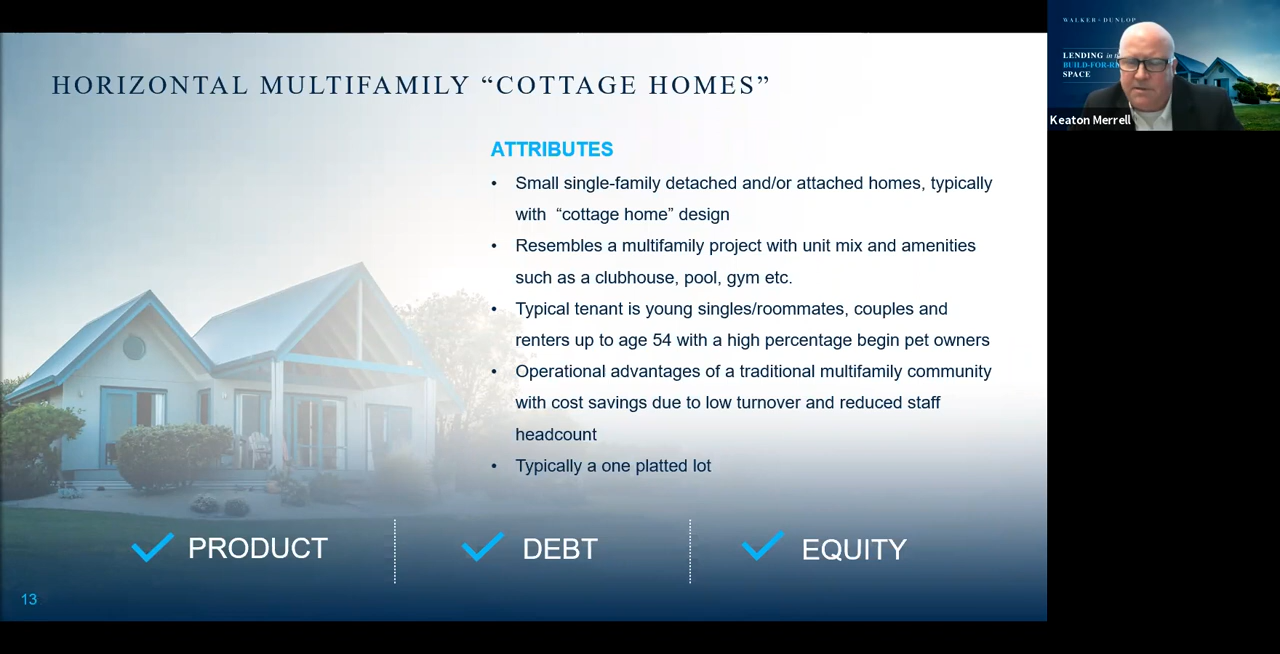 HORIZONTAL MULTIFAMILY “COTTAGE HOMES”
ATTRIBUTES
• Small single-family detached and/or attached homes, typically
with “cottage home” design
• Resembles a multifamily project with unit mix and amenities
such as a clubhouse, pool, gym etc.
• Typical tenant is young singles/roommates, couples and
renters up to age 54 with a high percentage begin pet owners
• Operational advantages of a traditional multifamily community
with cost savings due to low turnover and reduced staff
headcount
• Typically a one platted lot
PRODUCT
DEBT
EQUITY
13
WALKER & DUNLOP
LENDING in
BUILD-FOR-
SPACE
Keaton Merrell